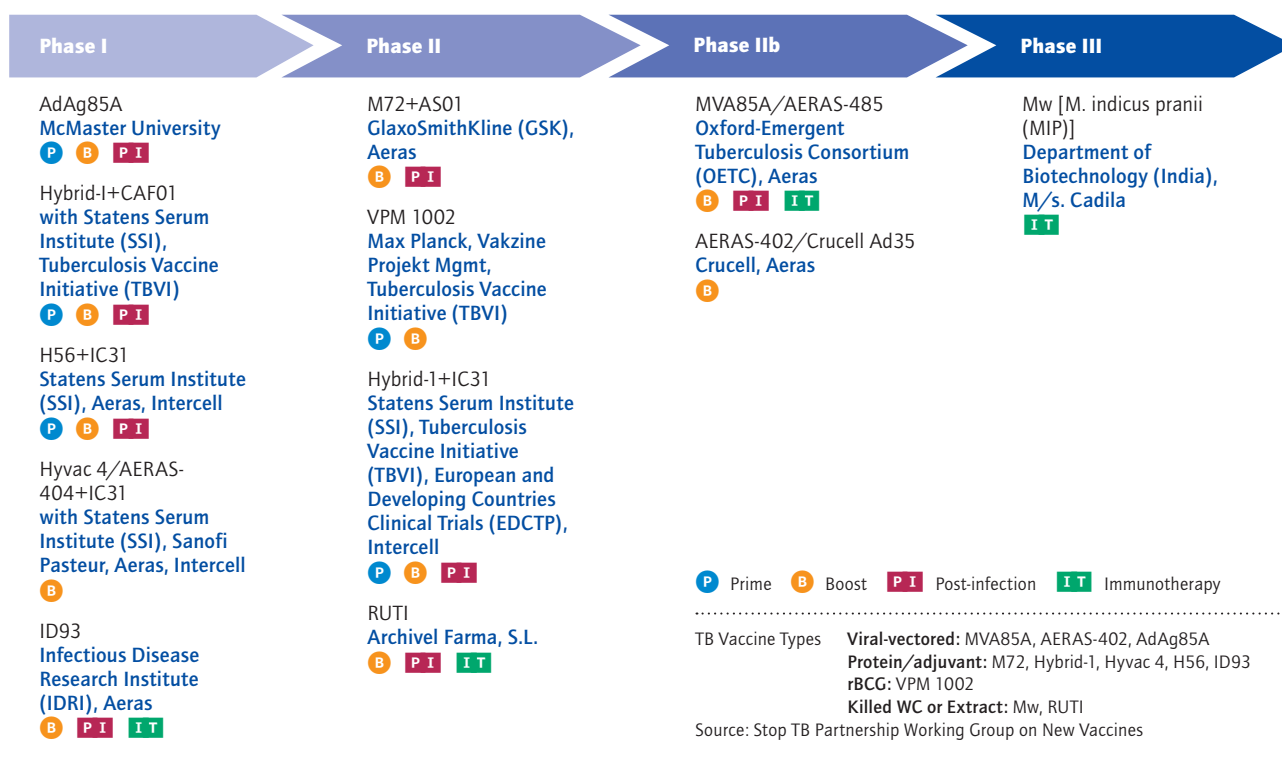 Phase I
Phase II
Phase IIb
Phase III
AdAg85A
McMaster University
P B P I
Hybrid-I+CAF01
with Statens Serum
Institute (SSI),
Tuberculosis Vaccine
Initiative (TBVI)
P B P I
H56+IC31
Statens Serum Institute
(SSI), Aeras, Intercell
P B P I
Hyvac 4/AERAS-
404+IC31
with Statens Serum
Institute (SSI), Sanofi
Pasteur, Aeras, Intercell
B
ID93
Infectious Disease
Research Institute
(IDRI), Aeras
B P I I T
M72+AS01
GlaxoSmithKline (GSK),
Aeras
B P I
VPM 1002
Max Planck, Vakzine
Projekt Mgmt,
Tuberculosis Vaccine
Initiative (TBVI)
P B
Hybrid-1+IC31
Statens Serum Institute
(SSI), Tuberculosis
Vaccine Initiative
(TBVI), European and
Developing Countries
Clinical Trials (EDCTP),
Intercell
P B P I
RUTI
Archivel Farma, S.L.
B P I I T
MVA85A/AERAS-485
Oxford-Emergent
Tuberculosis Consortium
(OETC), Aeras
B P I I T
AERAS-402/Crucell Ad35
Crucell, Aeras
B
Mw [M. indicus pranii
(MIP)]
Department of
Biotechnology (India),
M/s. Cadila
I T
P Prime B Boost P I Post-infection I T Immunotherapy
TB Vaccine Types Viral-vectored: MVA85A, AERAS-402, AdAg85A
Protein/adjuvant: M72, Hybrid-1, Hyvac 4, H56, ID93
rBCG: VPM 1002
Killed WC or Extract: Mw, RUTI
Source: Stop TB Partnership Working Group on New Vaccines